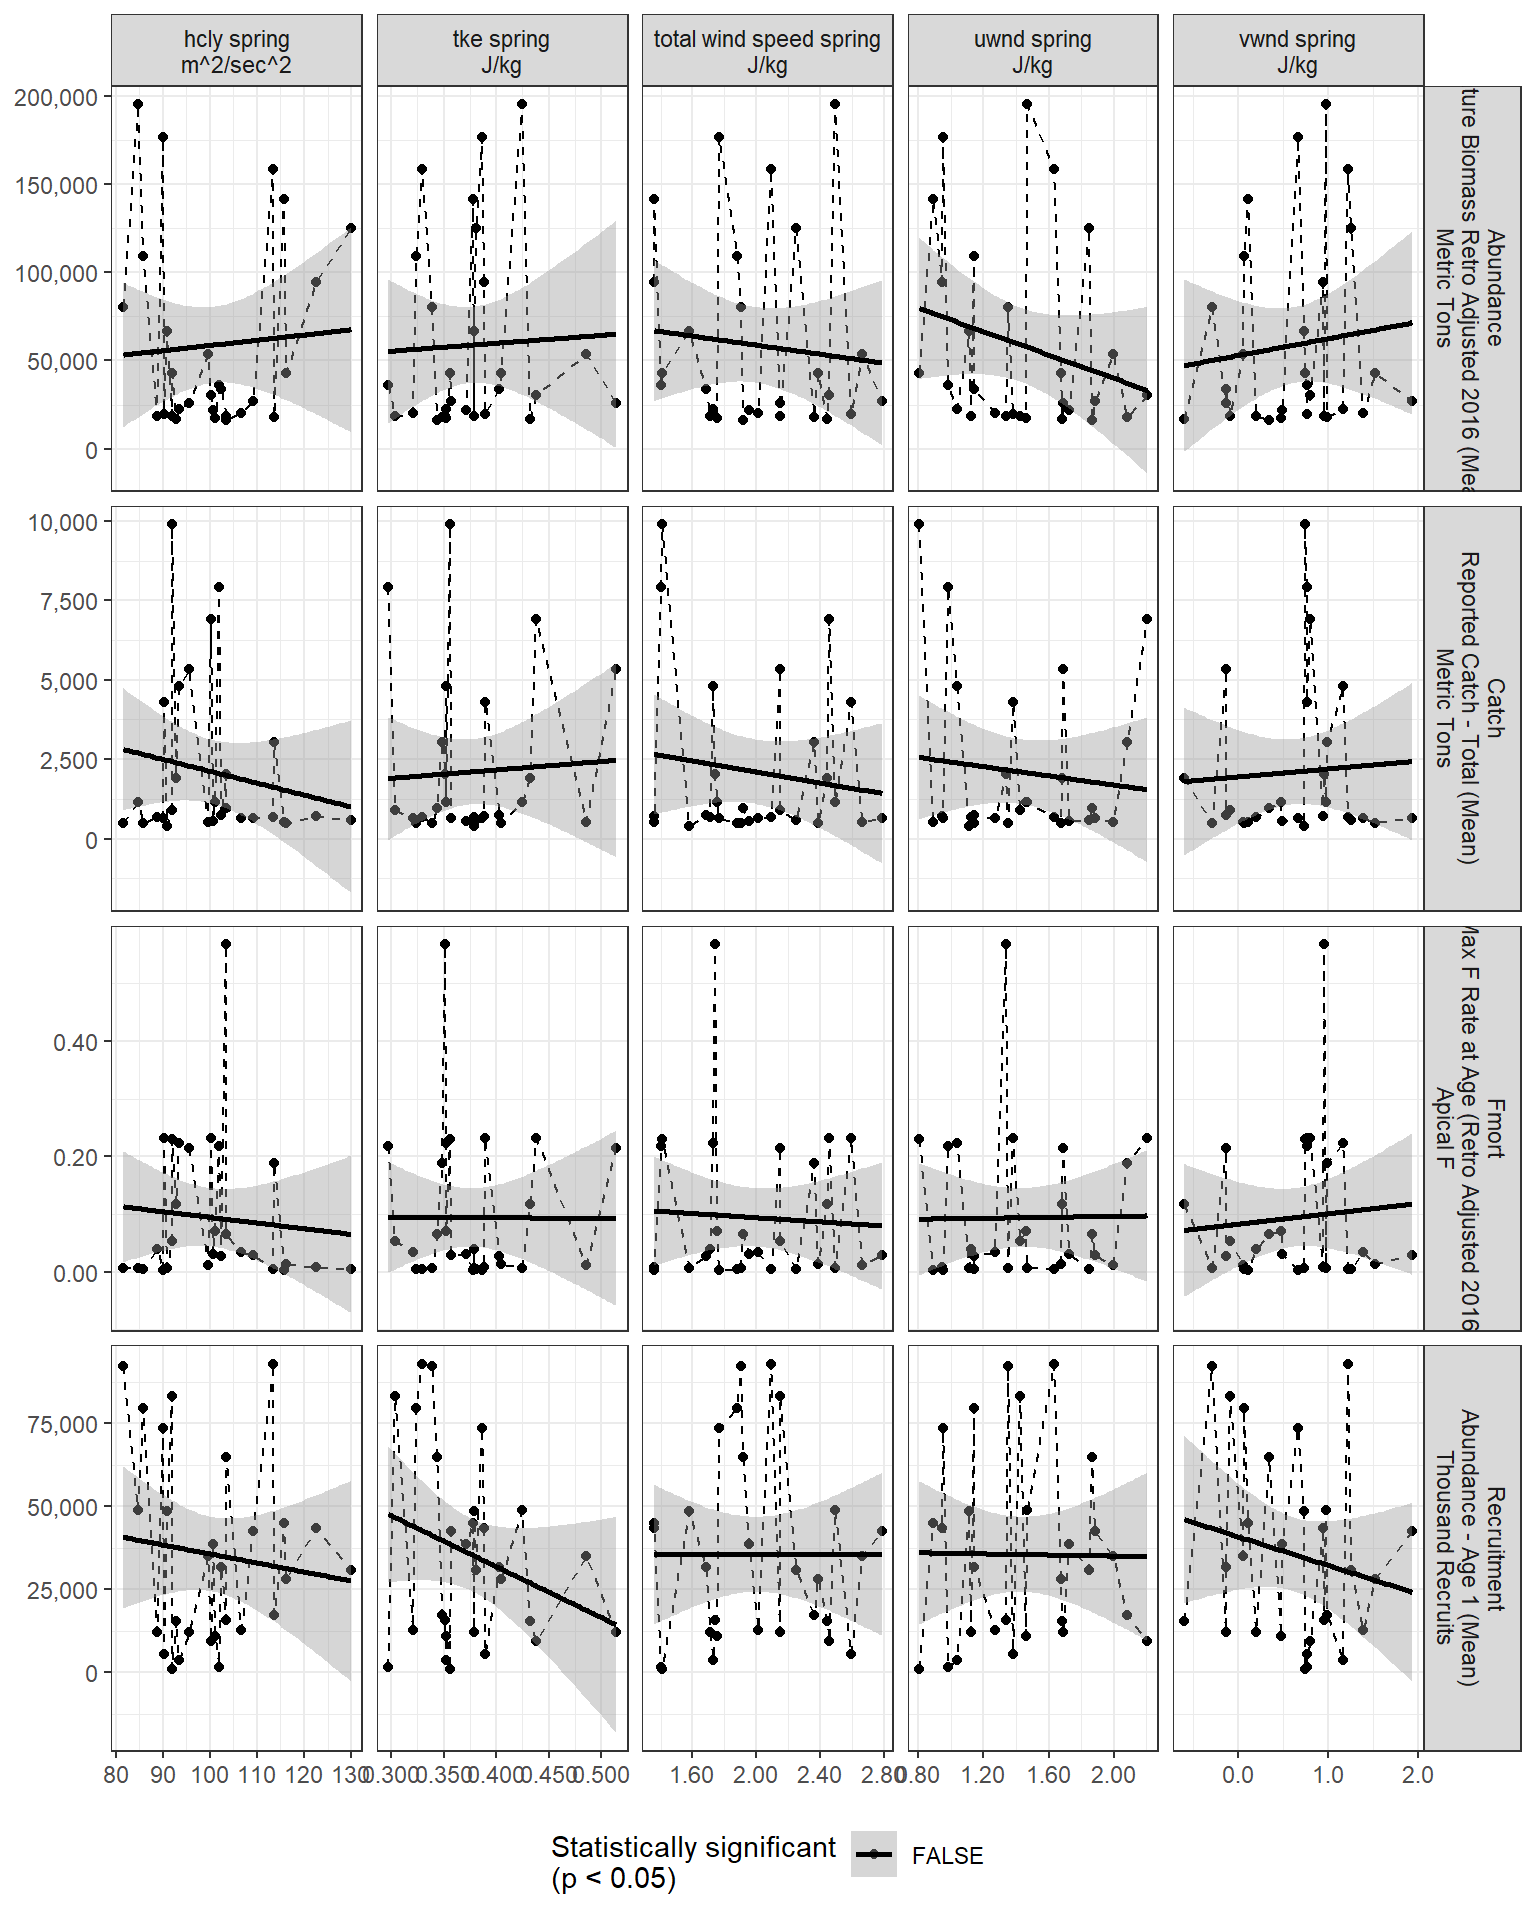 hcly spring
m^2/sec^2
tke spring
J/kg
total wind speed spring
J/kg
uwnd spring
J/kg
vwnd spring
J/kg
200,000
150,000
100,000
50,000
0
Abundance
ture Biomass Retro Adjusted 2016 (Mea
Metric Tons
10,000
7,500
5,000
2,500
0
Catch
Reported Catch - Total (Mean)
Metric Tons
0.40
0.20
0.00
Fmort
Max F Rate at Age (Retro Adjusted 2016
Apical F
75,000
50,000
25,000
0
Recruitment
Abundance - Age 1 (Mean)
Thousand Recruits
80 90 100 110 120 130
0.300 0.350 0.400 0.450 0.500
1.60 2.00 2.40 2.80
0.80 1.20 1.60 2.00
0.0 1.0 2.0
Statistically significant
(p < 0.05)
FALSE